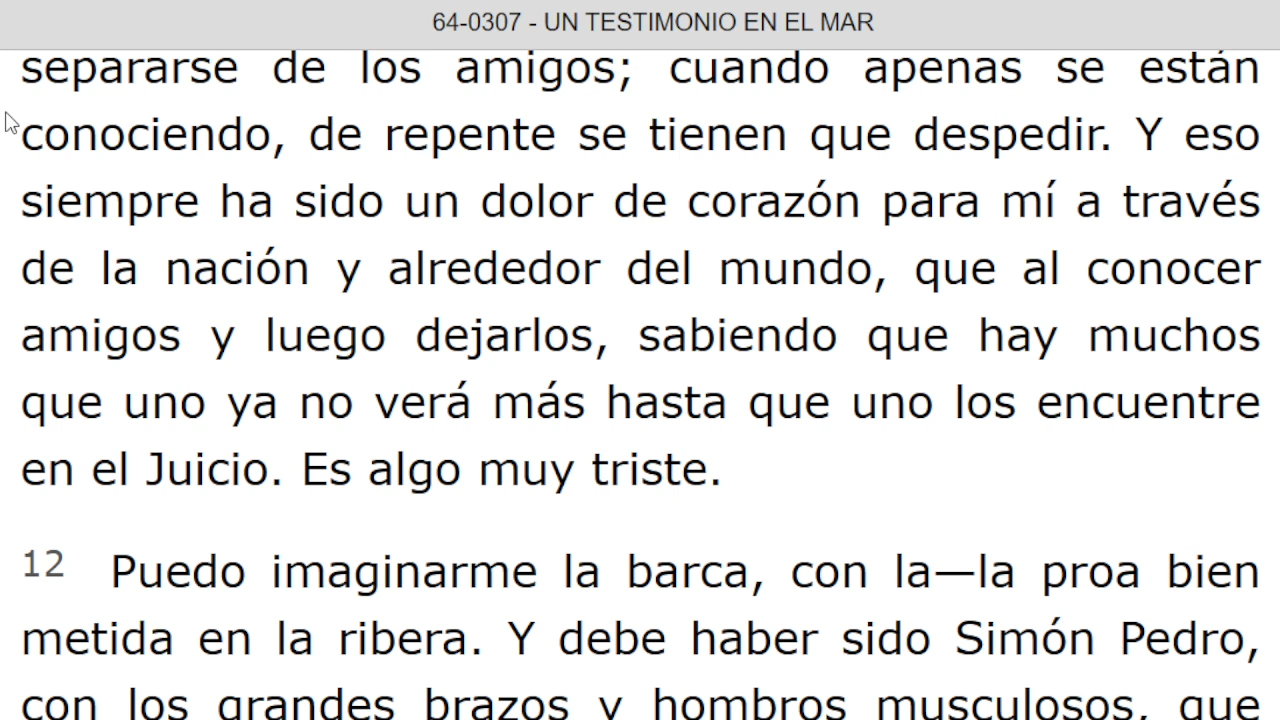 64-0307 - UN TESTIMONIO EN EL MAR
separarse de los amigos; cuando apenas se están
conociendo, de repente se tienen que despedir. Y eso
siempre ha sido un dolor de corazón para mí a través
de la nación y alrededor del mundo, que al conocer
amigos y luego dejarlos, sabiendo que hay muchos
que uno ya no verá más hasta que uno los encuentre
en el Juicio. Es algo muy triste.
12 Puedo imaginarme la barca, con la—la proa bien
metida en la ribera. Y debe haber sido Simón Pedro,
con los grandes brazos y hombros musculosos, que